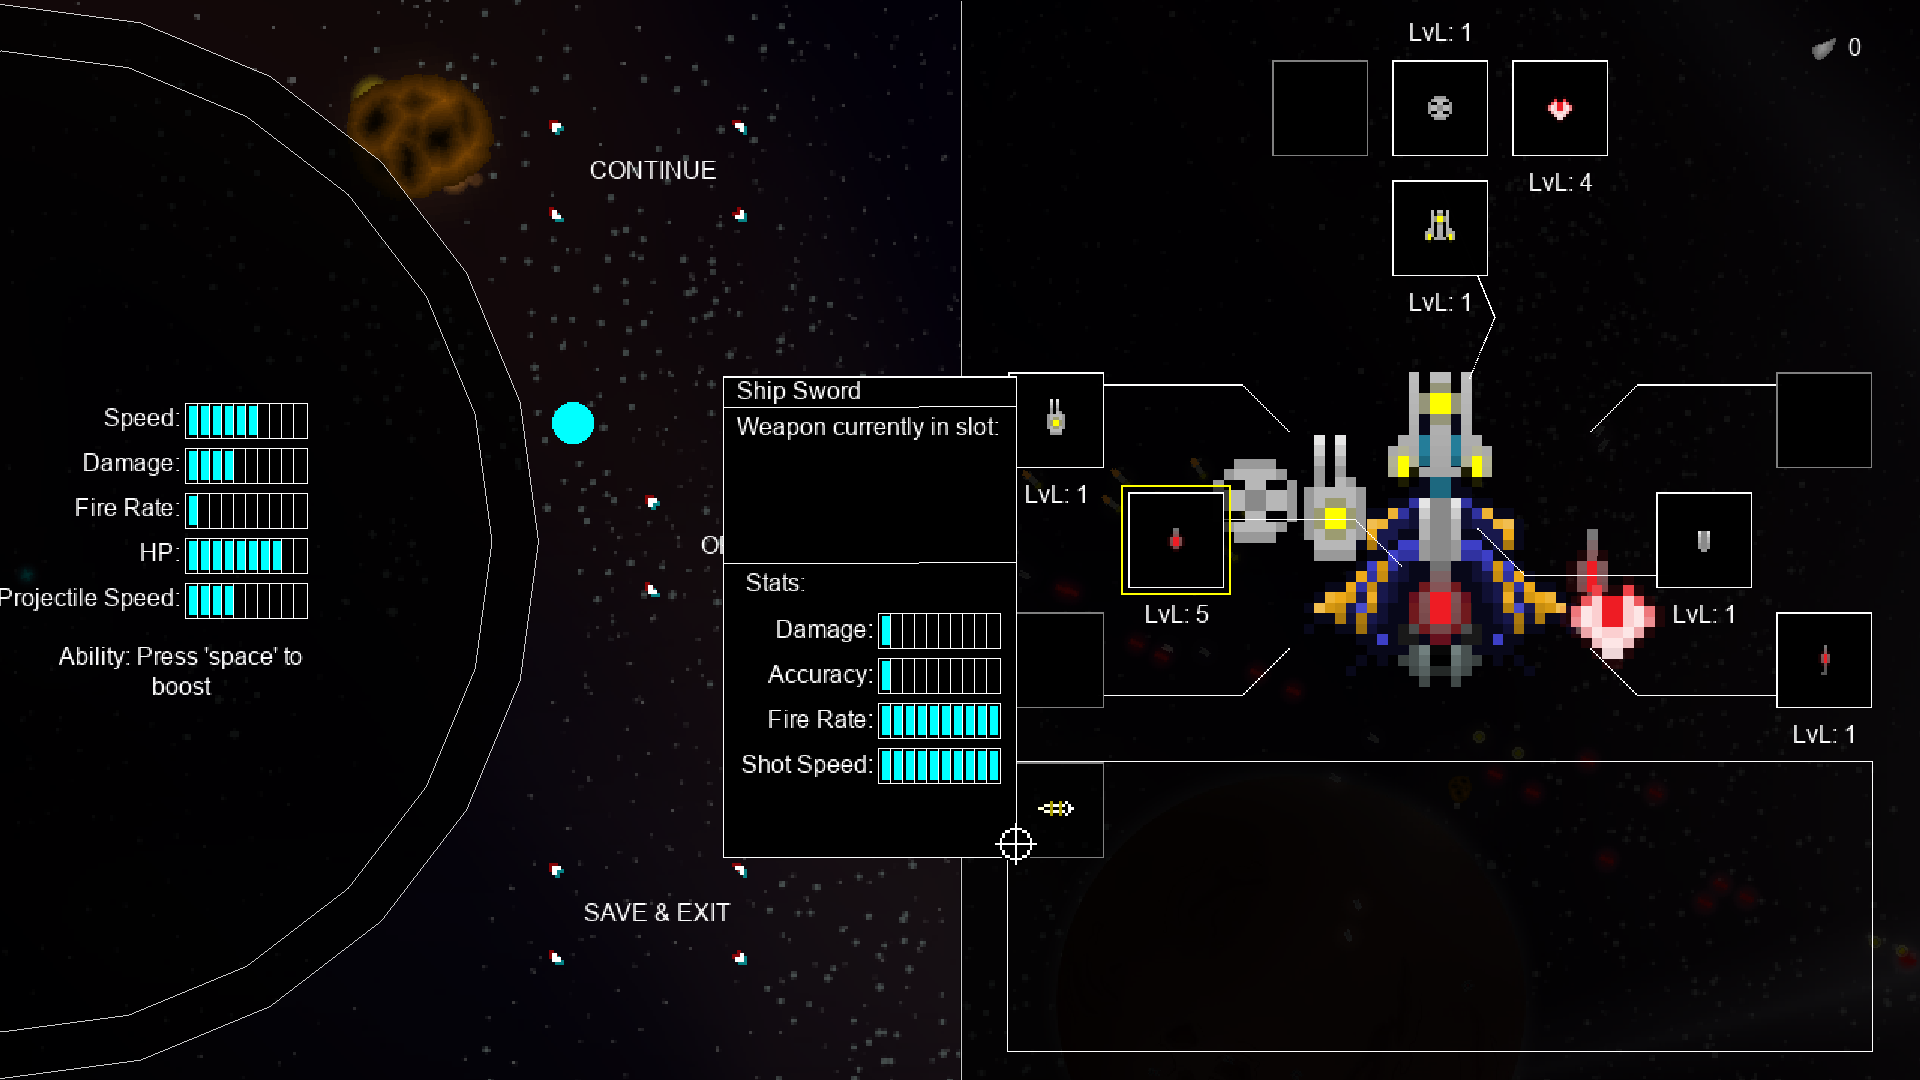 LvL: 1
0
CONTINUE
LvL: 4
LvL: 1
Ship Sword
Weapon currently in slot:
Speed:
Damage:
Fire Rate:
HP:
Projectile Speed:
Ability: Press 'space' to
boost
LvL: 1
LvL: 5
LvL: 1
LvL: 1
Stats:
Damage:
Accuracy:
Fire Rate:
Shot Speed:
SAVE & EXIT